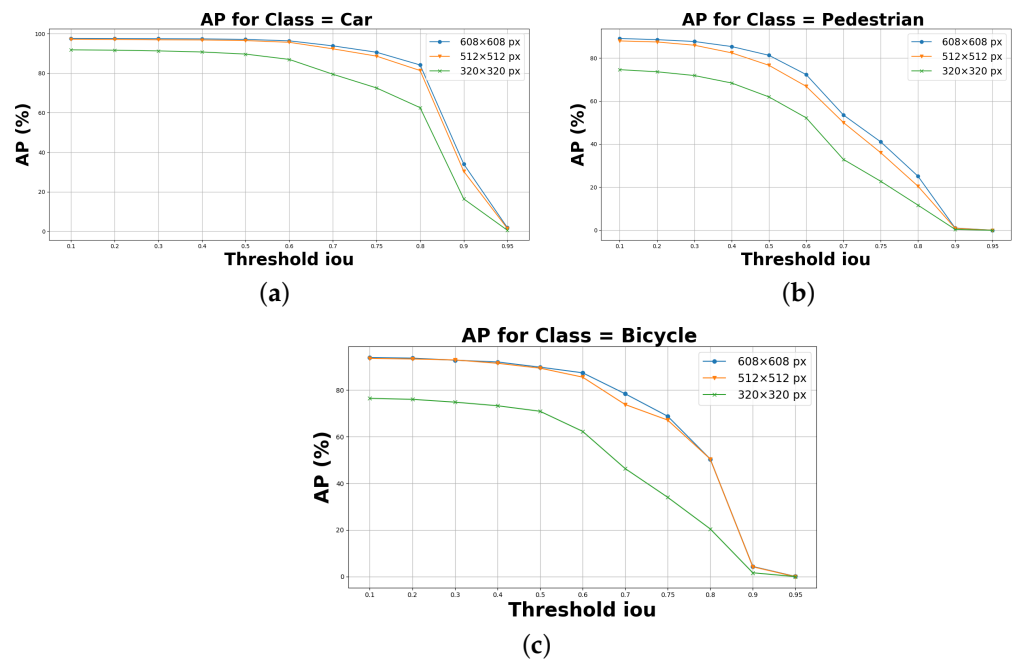 AP for Class = Car
608×608 px
512×512 px
320×320 px
AP (%)
100
80
60
40
20
0
0.1 0.2 0.3 0.4 0.5 0.6 0.7 0.75 0.8 0.9 0.95
Threshold iou
(a)
AP for Class = Pedestrian
608×608 px
512×512 px
320×320 px
AP (%)
80
60
40
20
0
0.1 0.2 0.3 0.4 0.5 0.6 0.7 0.75 0.8 0.9 0.95
Threshold iou
(b)
AP for Class = Bicycle
608×608 px
512×512 px
320×320 px
AP (%)
80
60
40
20
0
0.1 0.2 0.3 0.4 0.5 0.6 0.7 0.75 0.8 0.9 0.95
Threshold iou
(c)